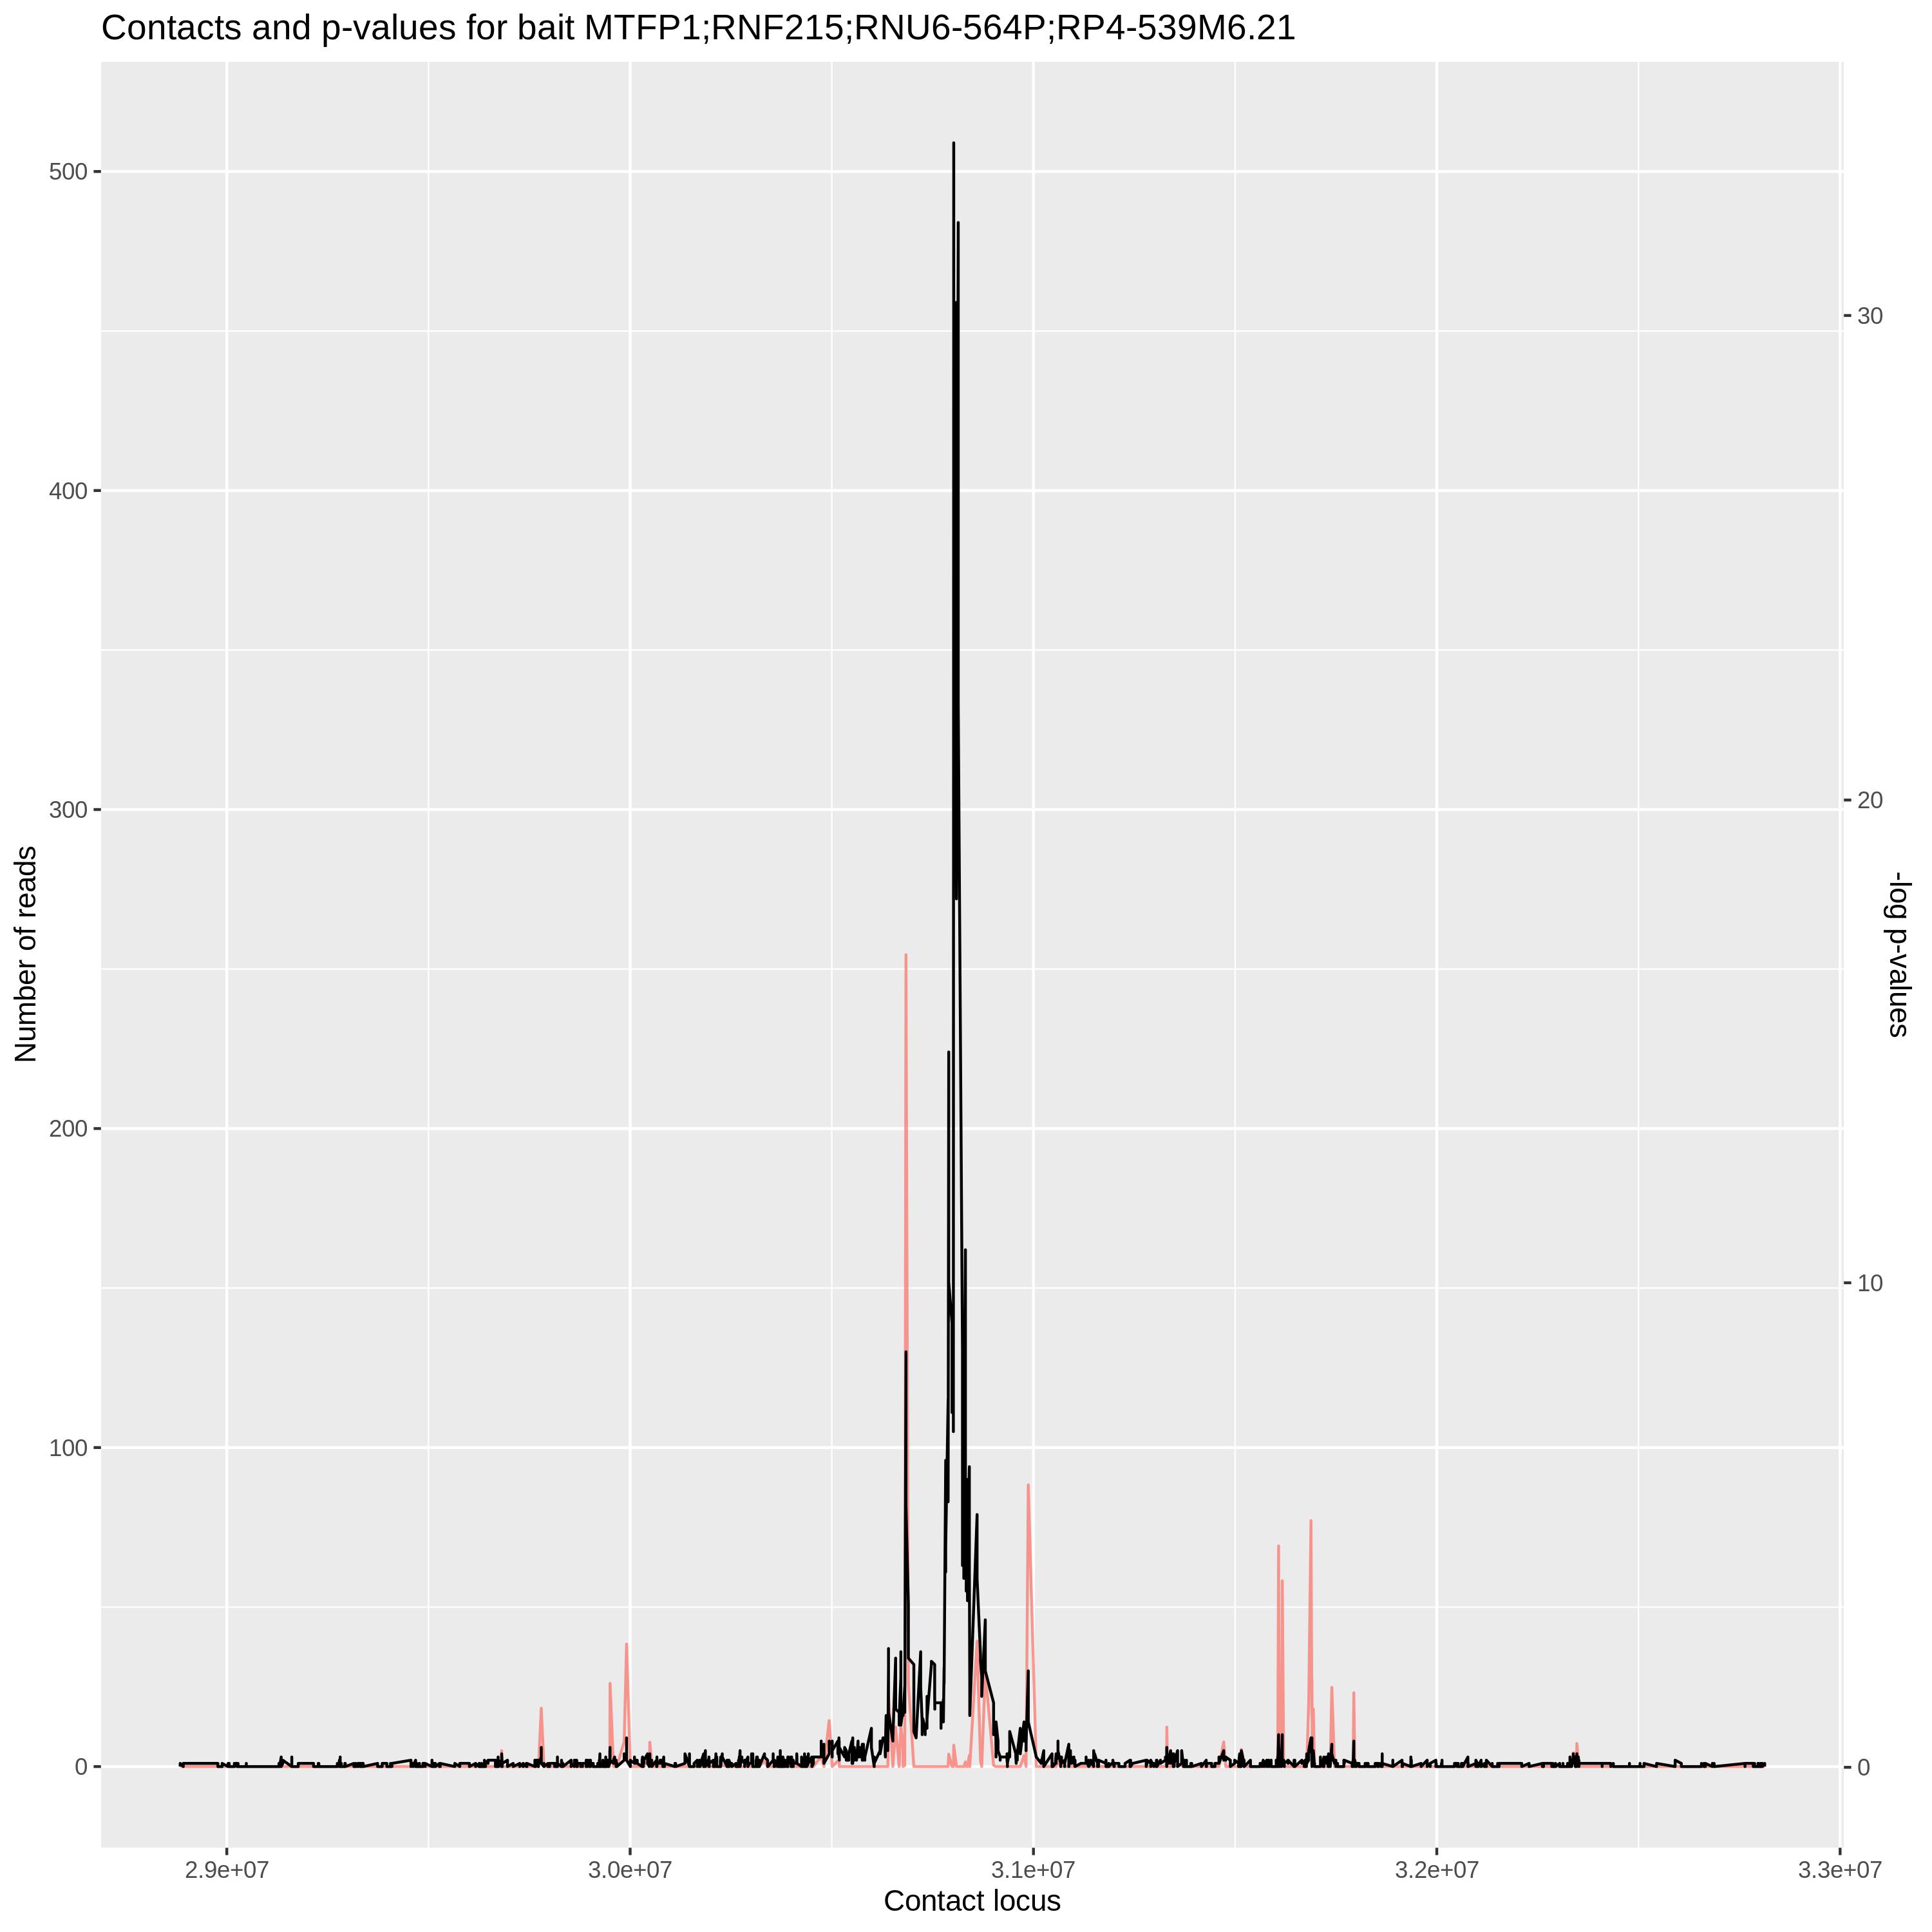 Contacts and p-values for bait MTFP1;RNF215;RNU6-564P;RP4-539M6.21
500
400
300
200
100
0
Number of reads
30
20
10
0
-log p-values
2.9e+07 3.0e+07 3.1e+07 3.2e+07 3.3e+07
Contact locus